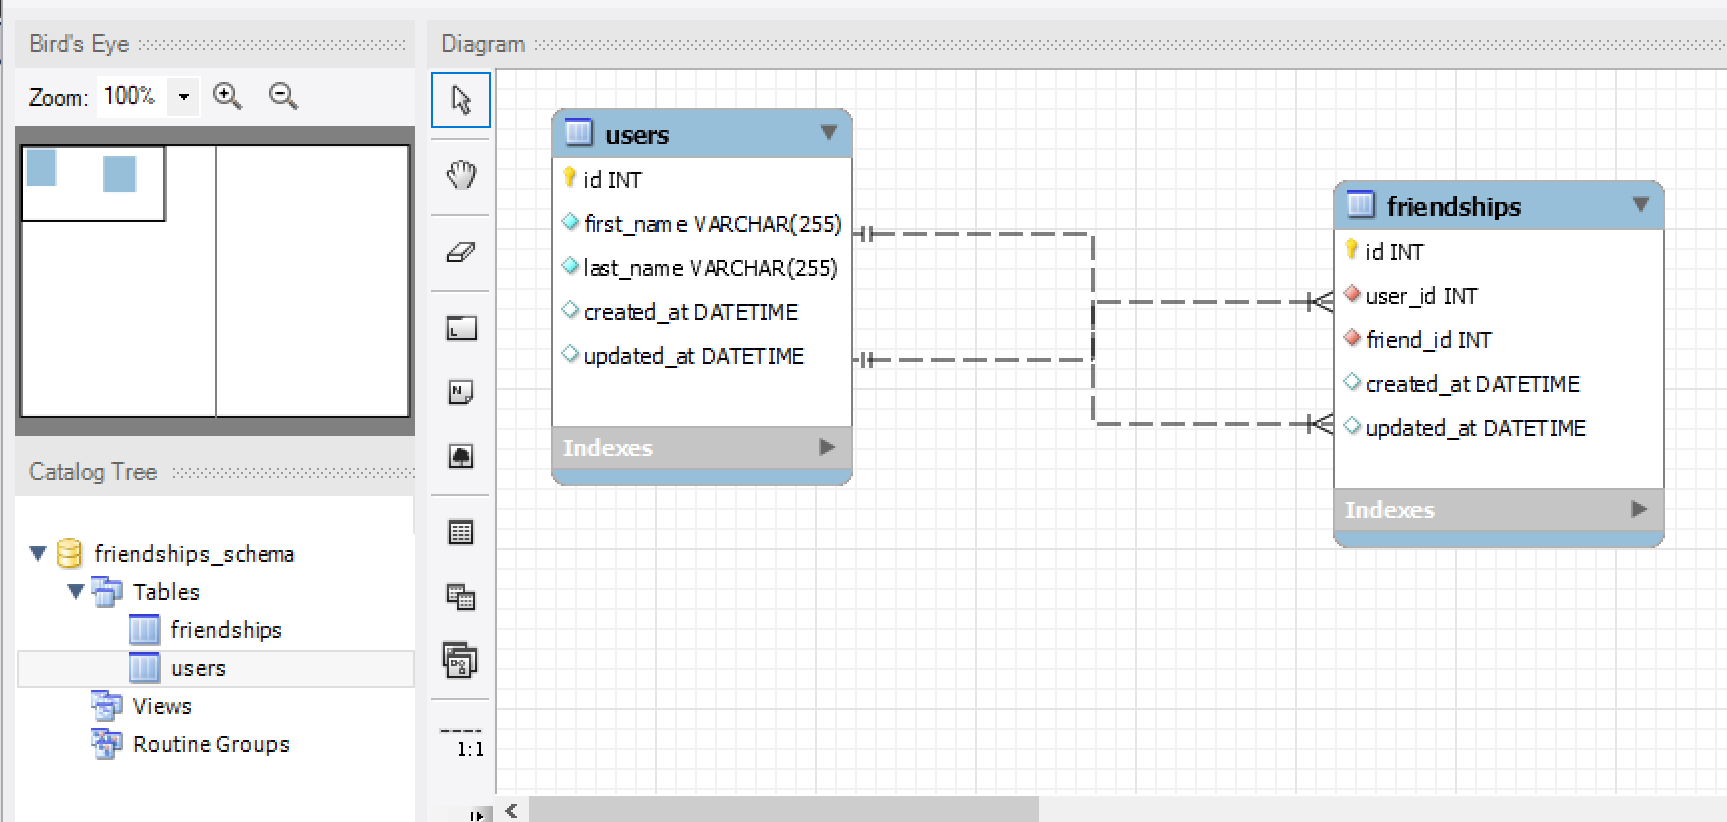 Bird's Eye
Zoom: 100%
Catalog Tree
friendships_schema
Tables
friendships
users
Views
Routine Groups
Diagram
L
N
1:1
users
id INT
first_name VARCHAR(255)
last_name VARCHAR(255)
created_at DATETIME
updated_at DATETIME
Indexes
friendships
id INT
user_id INT
friend_id INT
created_at DATETIME
updated_at DATETIME
Indexes